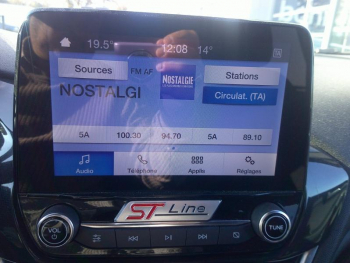 19.5° 12:08 14°
Sources FM AF NOSTALGIE Stations
NOSTALGI Circulat. (TA)
5A 100.30 94.70 5A 89.10
Audio Téléphone Applis Réglages
ST Line
VOL TUNE